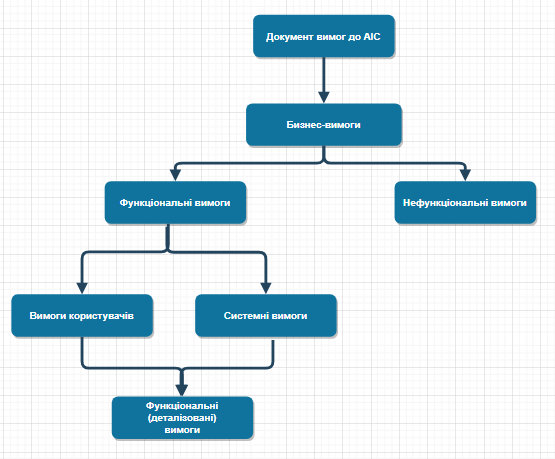 Документ вимог до АІС
Бизнес-вимоги
Функціональні вимоги
Нефункціональні вимоги
Вимоги користувачів
Системні вимоги
Функціональні
(деталізовані)
вимоги